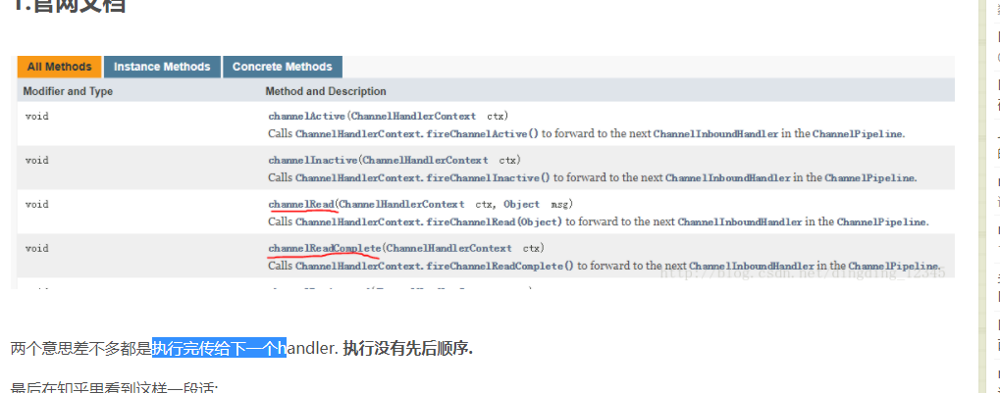 1.官网文档
All Methods Instance Methods Concrete Methods
Modifier and Type Method and Description
void channelActive(ChannelHandlerContext ctx)
Calls ChannelHandlerContext.fireChannelActive() to forward to the next ChannelInboundHandler in the ChannelPipeline.
void channelInactive(ChannelHandlerContext ctx)
Calls ChannelHandlerContext.fireChannelInactive() to forward to the next ChannelInboundHandler in the ChannelPipeline.
void channelRead(ChannelHandlerContext ctx, Object msg)
Calls ChannelHandlerContext.fireChannelRead(Object) to forward to the next ChannelInboundHandler in the ChannelPipeline.
void channelReadComplete(ChannelHandlerContext ctx)
Calls ChannelHandlerContext.fireChannelReadComplete() to forward to the next ChannelInboundHandler in the ChannelPipeline.
http://blog.csdn.net/dingding_12345
两个意思差不多都是执行完传给下一个handler. 执行没有先后顺序.
最后在知乎里看到这样一段话: